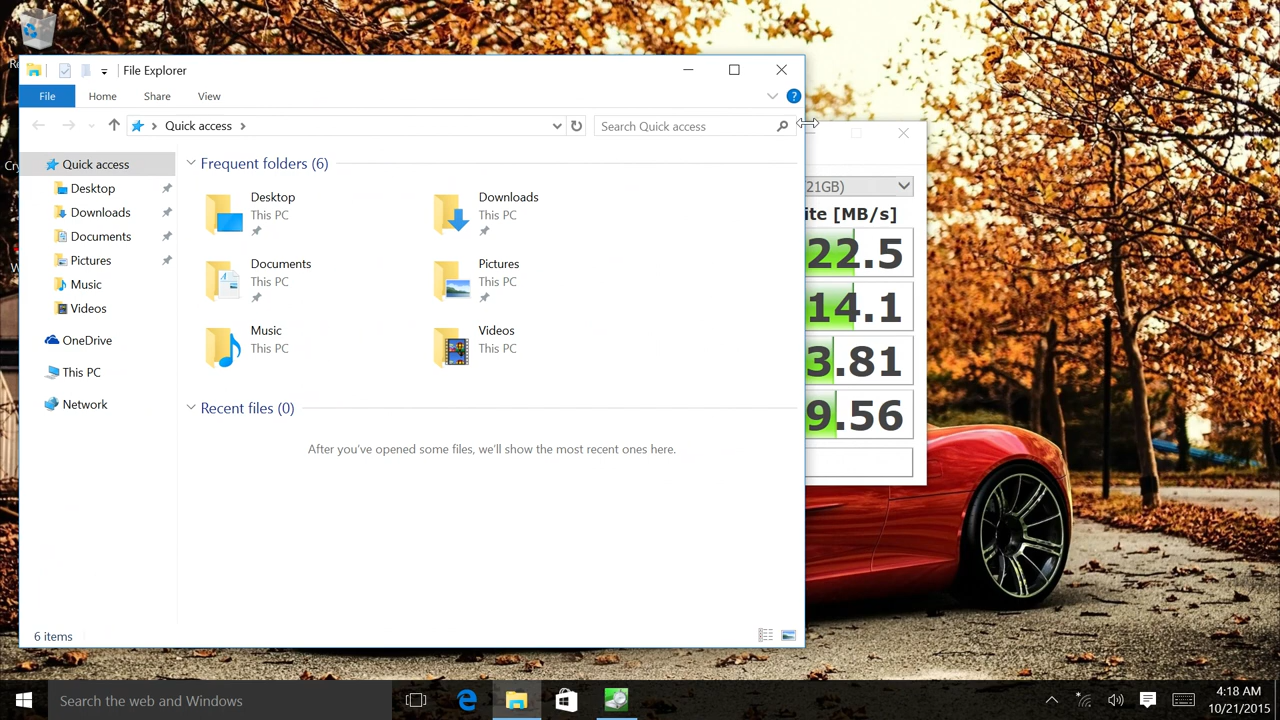 File Explorer
File
Home
Share
View
Quick access
Search Quick access
Quick access
Desktop
Downloads
Documents
Pictures
Music
Videos
OneDrive
This PC
Network
Frequent folders (6)
Desktop
This PC
Downloads
This PC
Documents
This PC
Pictures
This PC
Music
This PC
Videos
This PC
Recent files (0)
After you've opened some files, we'll show the most recent ones here.
6 items
21GB)
[MB/s]
22.5
14.1
3.81
9.56
Search the web and Windows
4:18 AM
10/21/2015